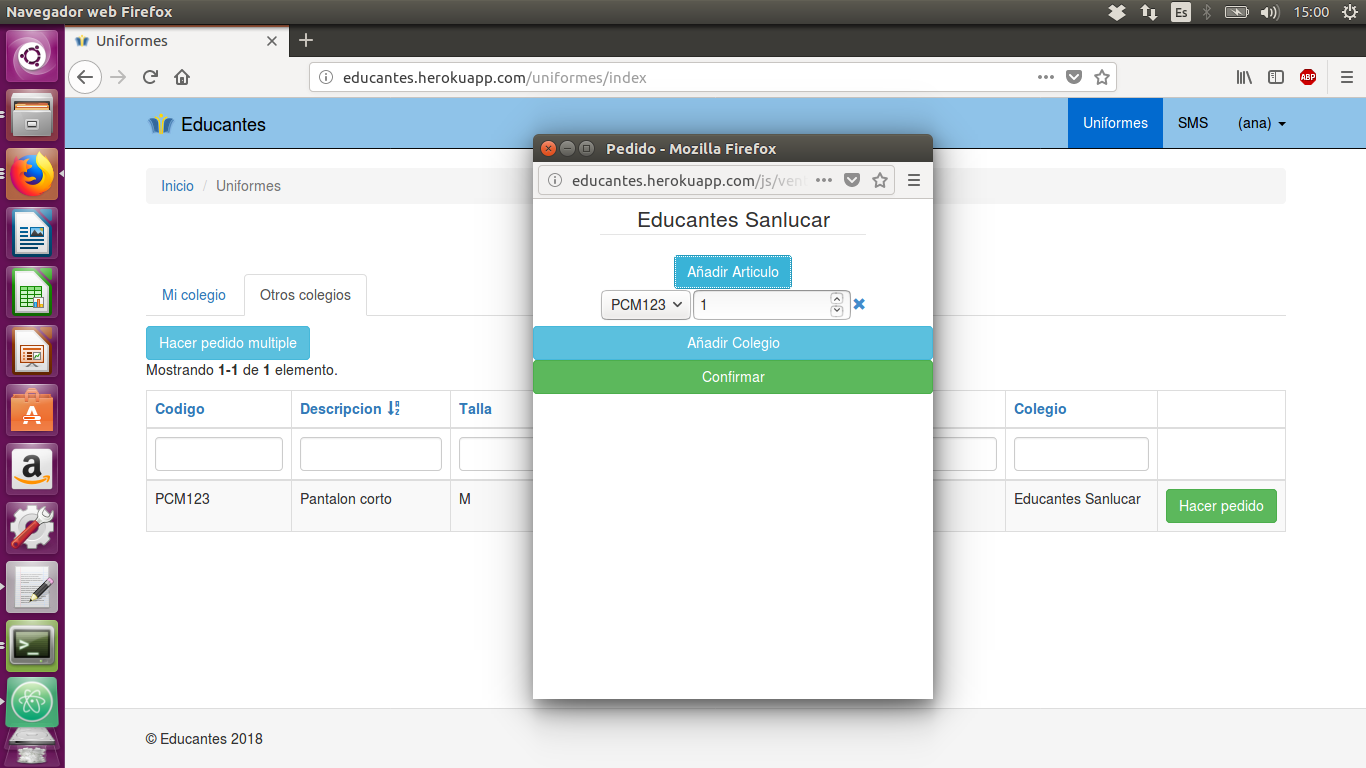 Navegador web Firefox
Es
15:00
Uniformes
educantes.herokuapp.com/uniformes/index
ABP
Educantes
Uniformes
SMS
(ana)
Inicio / Uniformes
Mi colegio
Otros colegios
Hacer pedido multiple
Mostrando 1-1 de 1 elemento.
Codigo
Descripcion
Talla
Colegio
PCM123
Pantalon corto
M
Educantes Sanlucar
Hacer pedido
Pedido - Mozilla Firefox
educantes.herokuapp.com/js/ven
Educantes Sanlucar
Añadir Articulo
PCM123
1
Añadir Colegio
Confirmar
© Educantes 2018